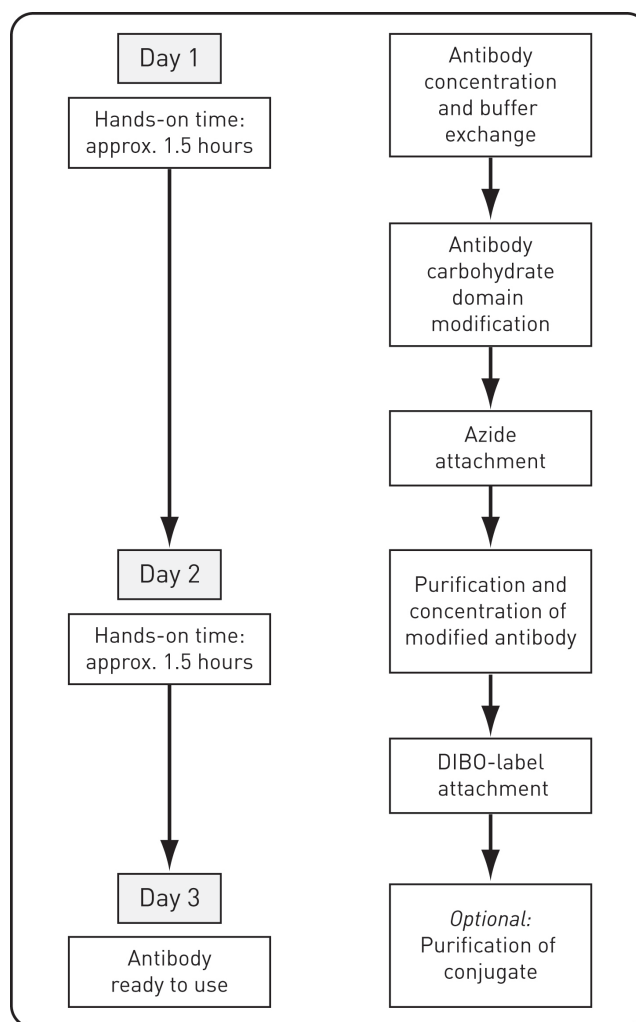 Day 1
Hands-on time:
approx. 1.5 hours
Day 2
Hands-on time:
approx. 1.5 hours
Day 3
Antibody
ready to use
Antibody
concentration
and buffer
exchange
Antibody
carbohydrate
domain
modification
Azide
attachment
Purification and
concentration of
modified antibody
DIBO-label
attachment
Optional:
Purification of
conjugate